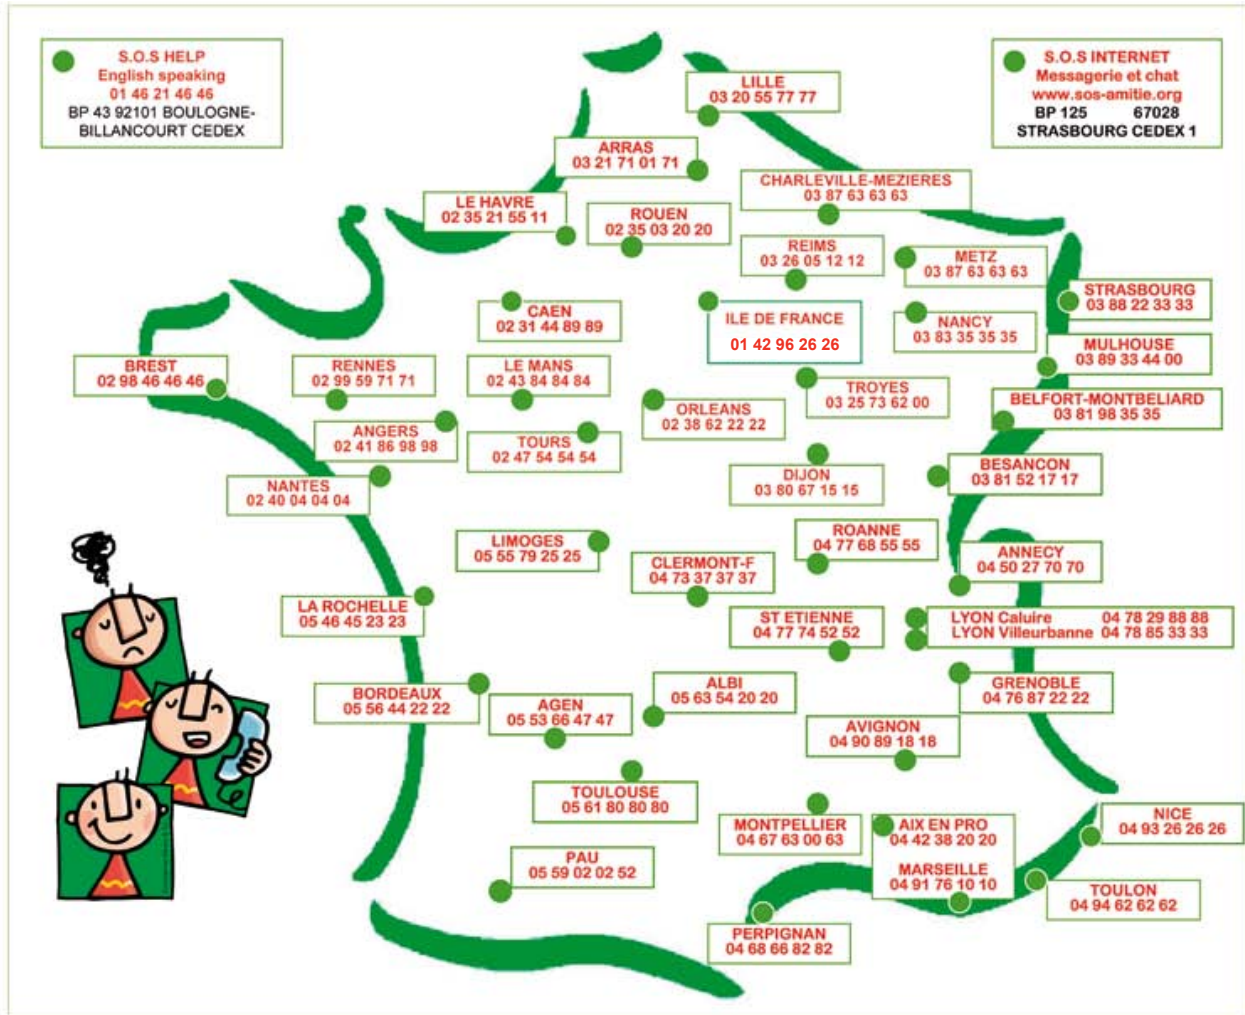 S.O.S HELP
English speaking
01 46 21 46 46
BP 43 92101 BOULOGNE-
BILLANCOURT CEDEX
S.O.S INTERNET
Messagerie et chat
www.sos-amitie.org
BP 125 67028
STRASBOURG CEDEX 1
LILLE
03 20 55 77 77
ARRAS
03 21 71 01 71
CHARLEVILLE-MEZIERES
03 87 63 63 63
LE HAVRE
02 35 21 55 11
ROUEN
02 35 03 20 20
REIMS
03 26 05 12 12
METZ
03 87 63 63 63
STRASBOURG
03 88 22 33 33
CAEN
02 31 44 89 89
ILE DE FRANCE
01 42 96 26 26
NANCY
03 83 35 35 35
MULHOUSE
03 89 33 44 00
BREST
02 98 46 46 46
RENNES
02 99 59 71 71
LE MANS
02 43 84 84 84
TROYES
03 25 73 62 00
BELFORT-MONTBELIARD
03 81 98 35 35
ORLEANS
02 38 62 22 22
ANGERS
02 41 86 98 98
TOURS
02 47 54 54 54
DIJON
03 80 67 15 15
BESANCON
03 81 52 17 17
NANTES
02 40 04 04 04
LIMOGES
05 55 79 25 25
ROANNE
04 77 68 55 55
ANNECY
04 50 27 70 70
CLERMONT-F
04 73 37 37 37
LA ROCHELLE
05 46 45 23 23
ST ETIENNE
04 77 74 52 52
LYON Caluire 04 78 29 88 88
LYON Villeurbanne 04 78 85 33 33
BORDEAUX
05 56 44 22 22
AGEN
05 53 66 47 47
ALBI
05 63 54 20 20
GRENOBLE
04 76 87 22 22
AVIGNON
04 90 89 18 18
TOULOUSE
05 61 80 80 80
MONTPELLIER
04 67 63 00 63
AIX EN PRO
04 42 38 20 20
MARSEILLE
04 91 76 10 10
NICE
04 93 26 26 26
PAU
05 59 02 02 52
TOULON
04 94 62 62 62
PERPIGNAN
04 68 66 82 82